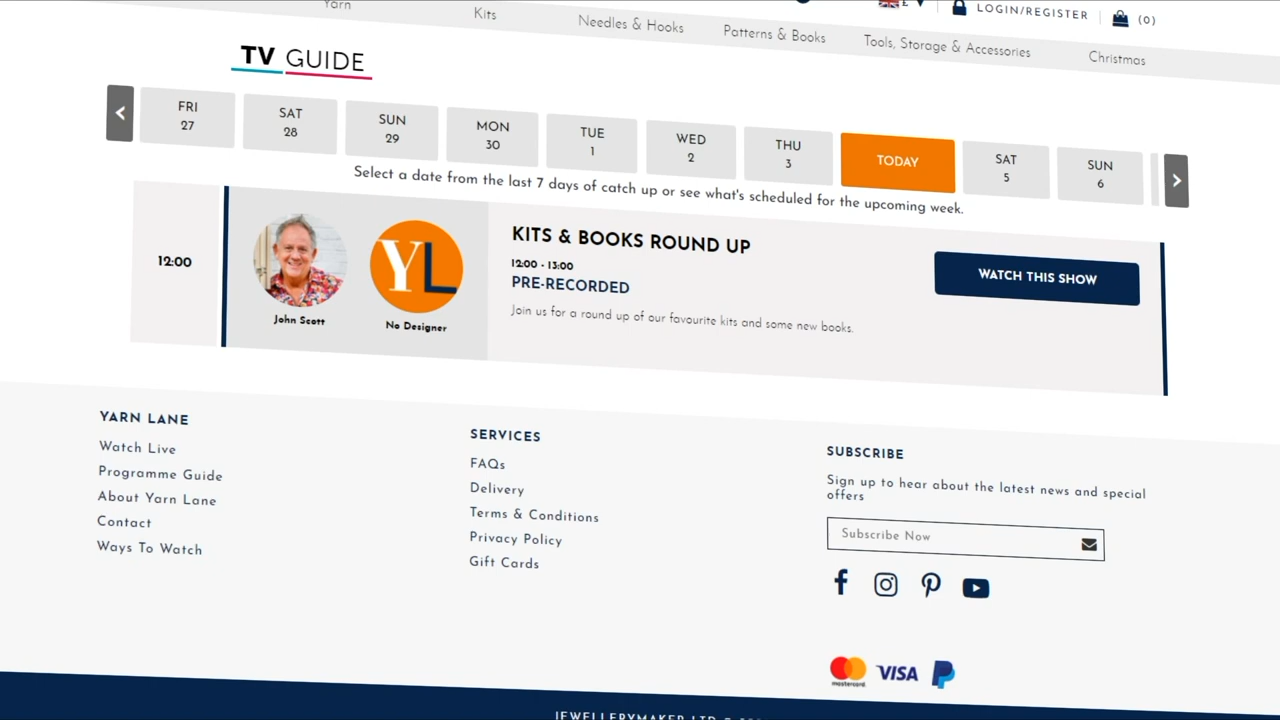 Yarn
Kits
Needles & Hooks
Patterns & Books
Tools, Storage & Accessories
Christmas
£
LOGIN/REGISTER
(0)
TV GUIDE
FRI
27
SAT
28
SUN
29
MON
30
TUE
1
WED
2
THU
3
TODAY
SAT
5
SUN
6
Select a date from the last 7 days of catch up or see what's scheduled for the upcoming week.
12:00
John Scott
YL
No Designer
KITS & BOOKS ROUND UP
12:00 - 13:00
PRE-RECORDED
Join us for a round up of our favourite kits and some new books.
WATCH THIS SHOW
YARN LANE
Watch Live
Programme Guide
About Yarn Lane
Contact
Ways To Watch
SERVICES
FAQs
Delivery
Terms & Conditions
Privacy Policy
Gift Cards
SUBSCRIBE
Sign up to hear about the latest news and special
offers
Subscribe Now
mastercard
VISA
JEWELLERYMAKER LTD